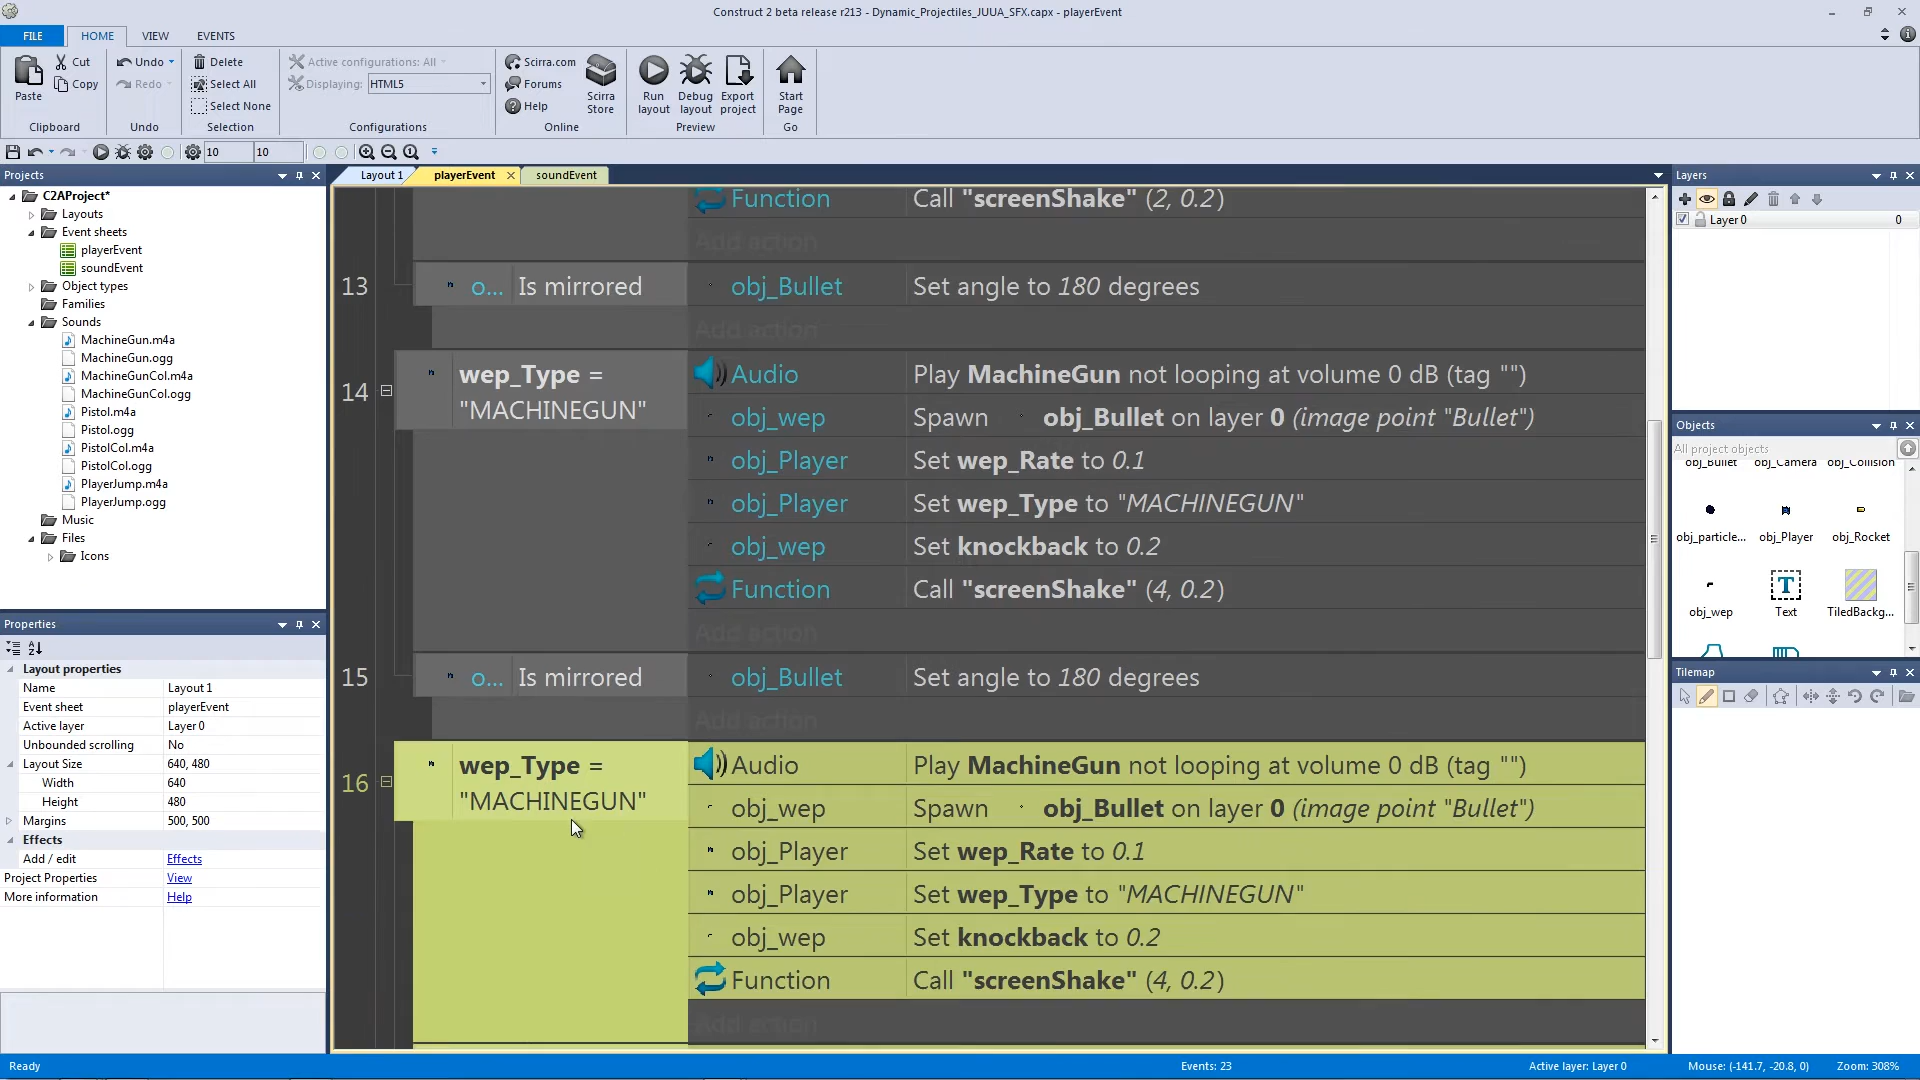 Construct 2 beta release r213 - Dynamic_Projectiles_JUUA_SFX.capx - playerEvent
FILE HOME VIEW EVENTS
Paste
Cut
Copy
Clipboard
Undo
Redo
Undo
Delete
Select All
Select None
Selection
Active configurations: All
Displaying: HTML5
Configurations
Scirra.com
Forums
Help
Scirra Store
Online
Run layout
Debug layout
Export project
Preview
Start Page
Go
10 10
Projects
C2AProject*
Layouts
Event sheets
playerEvent
soundEvent
Object types
Families
Sounds
MachineGun.m4a
MachineGun.ogg
MachineGunCol.m4a
MachineGunCol.ogg
Pistol.m4a
Pistol.ogg
PistolCol.m4a
PistolCol.ogg
PlayerJump.m4a
PlayerJump.ogg
Music
Files
Icons
Properties
Layout properties
Name Layout 1
Event sheet playerEvent
Active layer Layer 0
Unbounded scrolling No
Layout Size 640, 480
Width 640
Height 480
Margins 500, 500
Effects
Add / edit Effects
Project Properties View
More information Help
Layout 1 playerEvent soundEvent
Function Call "screenShake" (2, 0.2)
Add action
13 o... Is mirrored obj_Bullet Set angle to 180 degrees
Add action
14 wep_Type = "MACHINEGUN" Audio Play MachineGun not looping at volume 0 dB (tag "")
obj_wep Spawn obj_Bullet on layer 0 (image point "Bullet")
obj_Player Set wep_Rate to 0.1
obj_Player Set wep_Type to "MACHINEGUN"
obj_wep Set knockback to 0.2
Function Call "screenShake" (4, 0.2)
Add action
15 o... Is mirrored obj_Bullet Set angle to 180 degrees
Add action
16 wep_Type = "MACHINEGUN" Audio Play MachineGun not looping at volume 0 dB (tag "")
obj_wep Spawn obj_Bullet on layer 0 (image point "Bullet")
obj_Player Set wep_Rate to 0.1
obj_Player Set wep_Type to "MACHINEGUN"
obj_wep Set knockback to 0.2
Function Call "screenShake" (4, 0.2)
Add action
Layers
Layer 0 0
Objects
All project objects
obj_Bullet obj_Camera obj_Collision
obj_particle... obj_Player obj_Rocket
obj_wep Text TiledBackg...
Tilemap
Ready Events: 23 Active layer: Layer 0 Mouse: (-141.7, -20.8, 0) Zoom: 308%